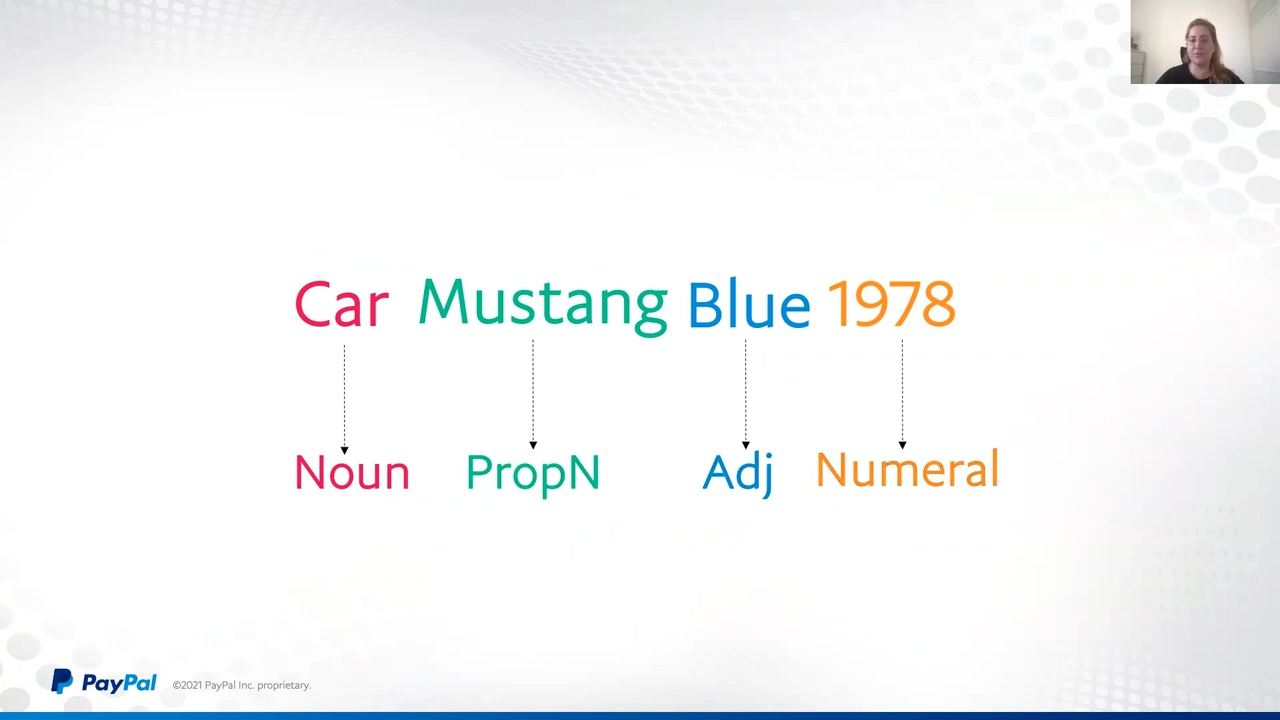 Car Mustang Blue 1978
Noun PropN Adj Numeral
PayPal ©2021 PayPal Inc. proprietary.